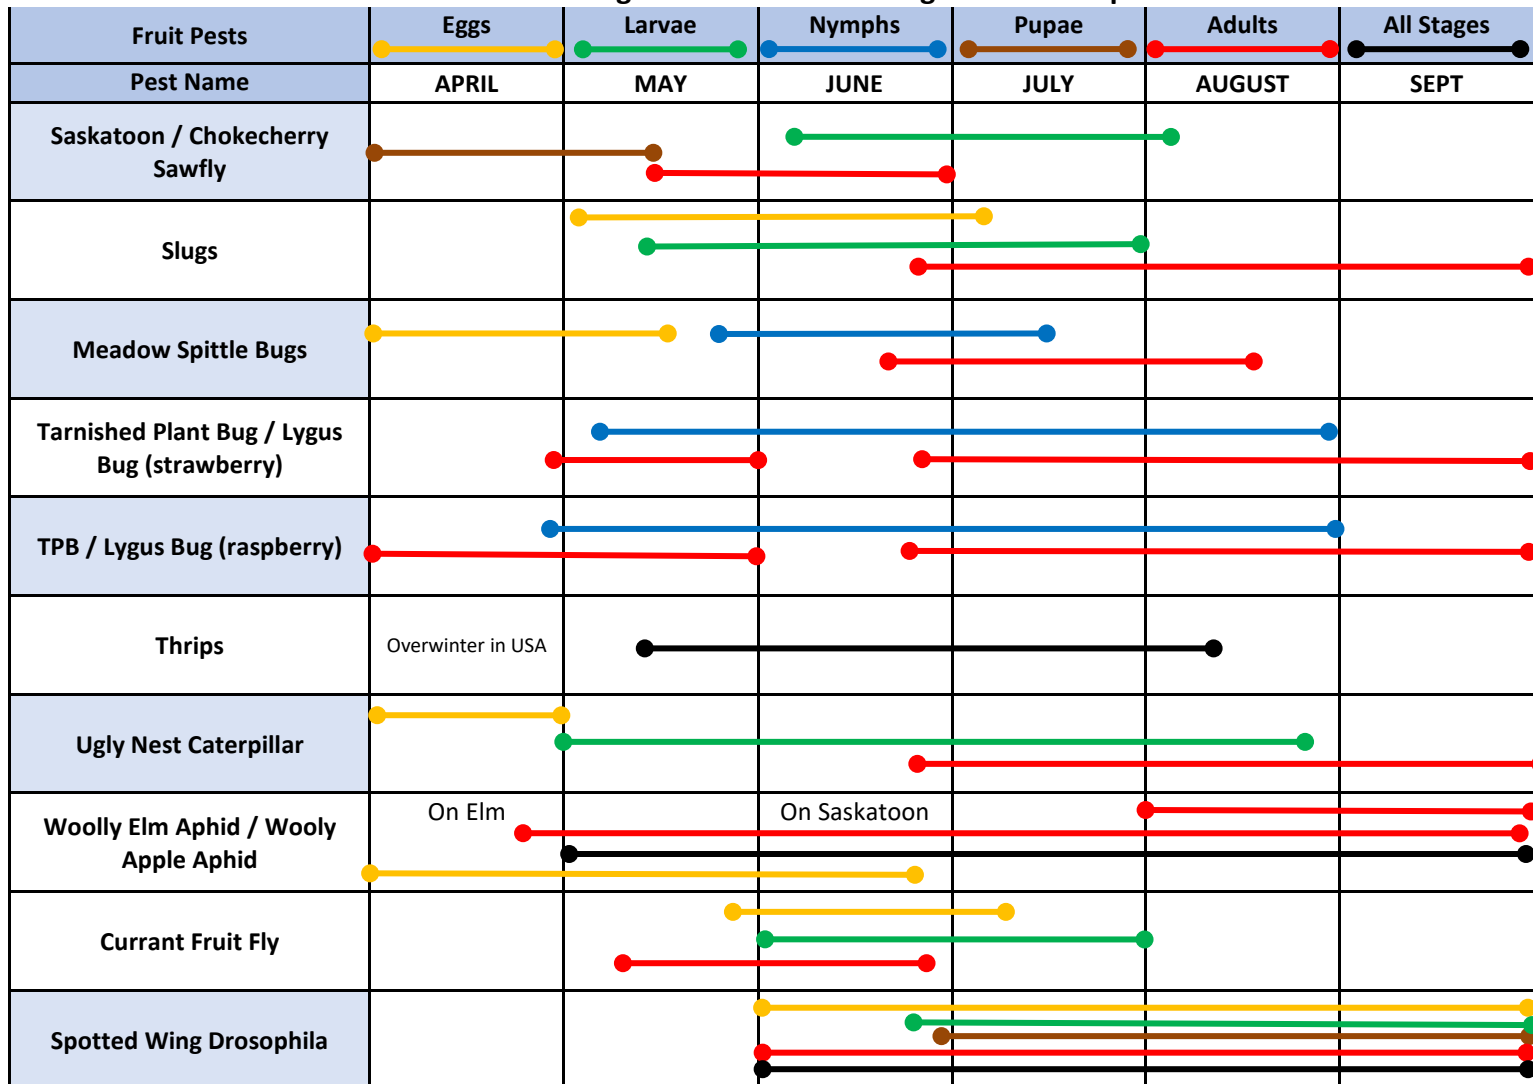 Fruit Pests
Eggs
Larvae
Nymphs
Pupae
Adults
All Stages
Pest Name
APRIL
MAY
JUNE
JULY
AUGUST
SEPT
Saskatoon / Chokecherry
Sawfly
Slugs
Meadow Spittle Bugs
Tarnished Plant Bug / Lygus
Bug (strawberry)
TPB / Lygus Bug (raspberry)
Thrips
Overwinter in USA
Ugly Nest Caterpillar
Woolly Elm Aphid / Wooly
Apple Aphid
On Elm
On Saskatoon
Currant Fruit Fly
Spotted Wing Drosophila